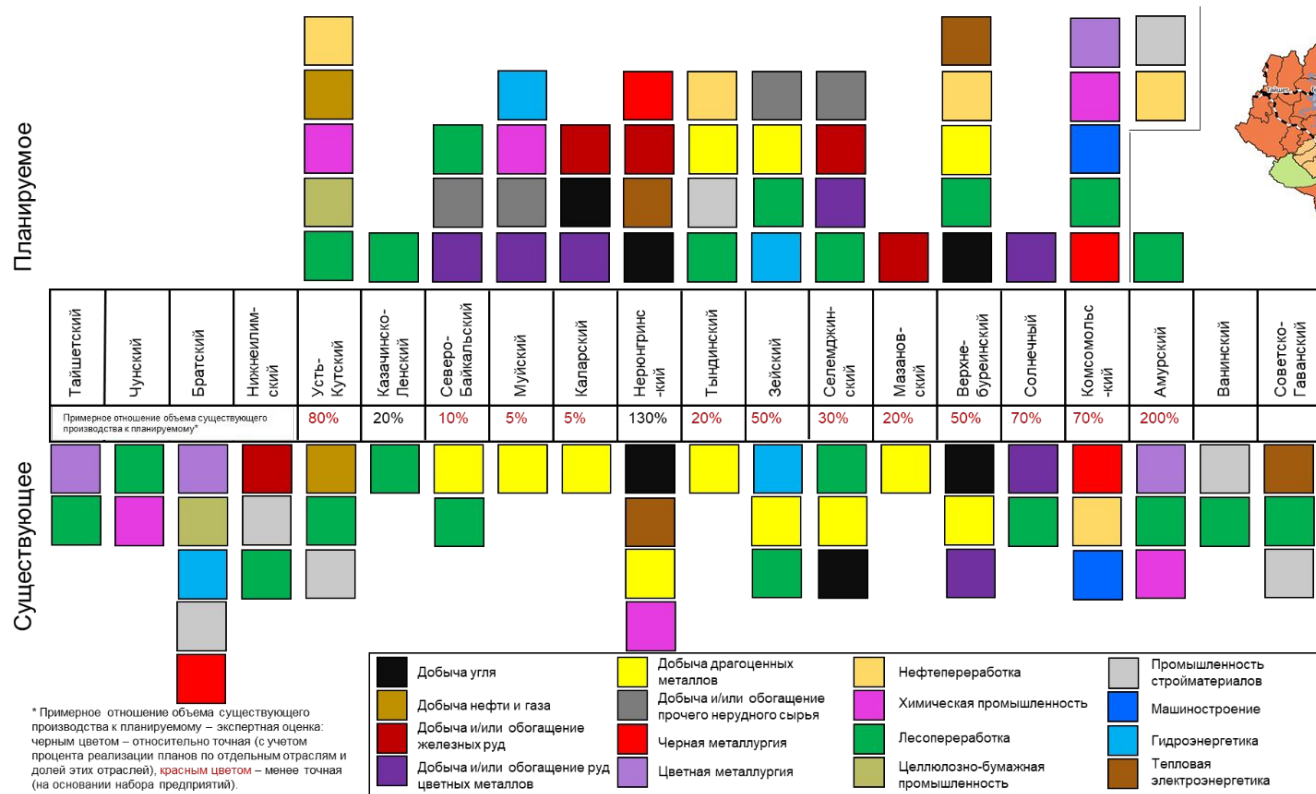 Планируемое
Тайшет
Тайшетский
Чунский
Братский
Нижнеилим-
ский
Усть-
Кутский
Казачинско-
Ленский
Северо-
Байкальский
Муйский
Каларский
Нерюнгринс
-кий
Тындинский
Зейский
Селемджин-
ский
Мазанов-
ский
Верхне-
буреинский
Солнечный
Комсомольс
-кий
Амурский
Ванинский
Советско-
Гаванский
Примерное отношение объема существующего
производства к планируемому*
80%
20%
10%
5%
5%
130%
20%
50%
30%
20%
50%
70%
70%
200%
Существующее
Добыча угля
Добыча нефти и газа
Добыча и/или обогащение
железных руд
Добыча и/или обогащение руд
цветных металлов
Добыча драгоценных
металлов
Добыча и/или обогащение
прочего нерудного сырья
Черная металлургия
Цветная металлургия
Нефтепереработка
Химическая промышленность
Лесопереработка
Целлюлозно-бумажная
промышленность
Промышленность
стройматериалов
Машиностроение
Гидроэнергетика
Тепловая
электроэнергетика
* Примерное отношение объема существующего
производства к планируемому – экспертная оценка:
черным цветом – относительно точная (с учетом
процента реализации планов по отдельным отраслям и
долей этих отраслей), красным цветом – менее точная
(на основании набора предприятий).